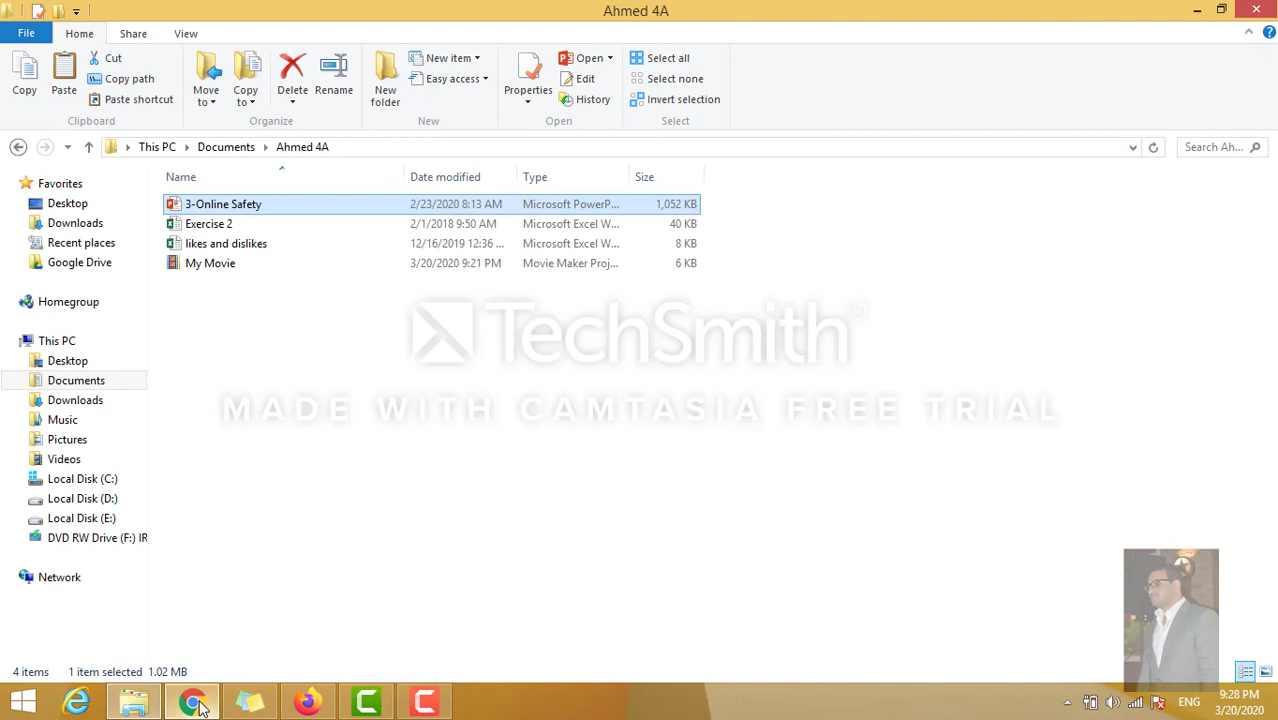 Ahmed 4A
File Home Share View
Copy Paste Cut Copy path Paste shortcut Move to Copy to Delete Rename New folder New item Easy access Properties Open Edit History Select all Select none Invert selection
Clipboard Organize New Open Select
This PC Documents Ahmed 4A Search Ah...
Name Date modified Type Size
3-Online Safety 2/23/2020 8:13 AM Microsoft PowerP... 1,052 KB
Exercise 2 2/1/2018 9:50 AM Microsoft Excel W... 40 KB
likes and dislikes 12/16/2019 12:36 ... Microsoft Excel W... 8 KB
My Movie 3/20/2020 9:21 PM Movie Maker Proj... 6 KB
Favorites
Desktop
Downloads
Recent places
Google Drive
Homegroup
This PC
Desktop
Documents
Downloads
Music
Pictures
Videos
Local Disk (C:)
Local Disk (D:)
Local Disk (E:)
DVD RW Drive (F:) IR
Network
TechSmith®
MADE WITH CAMTASIA FREE TRIAL
4 items 1 item selected 1.02 MB
ENG 9:28 PM
3/20/2020